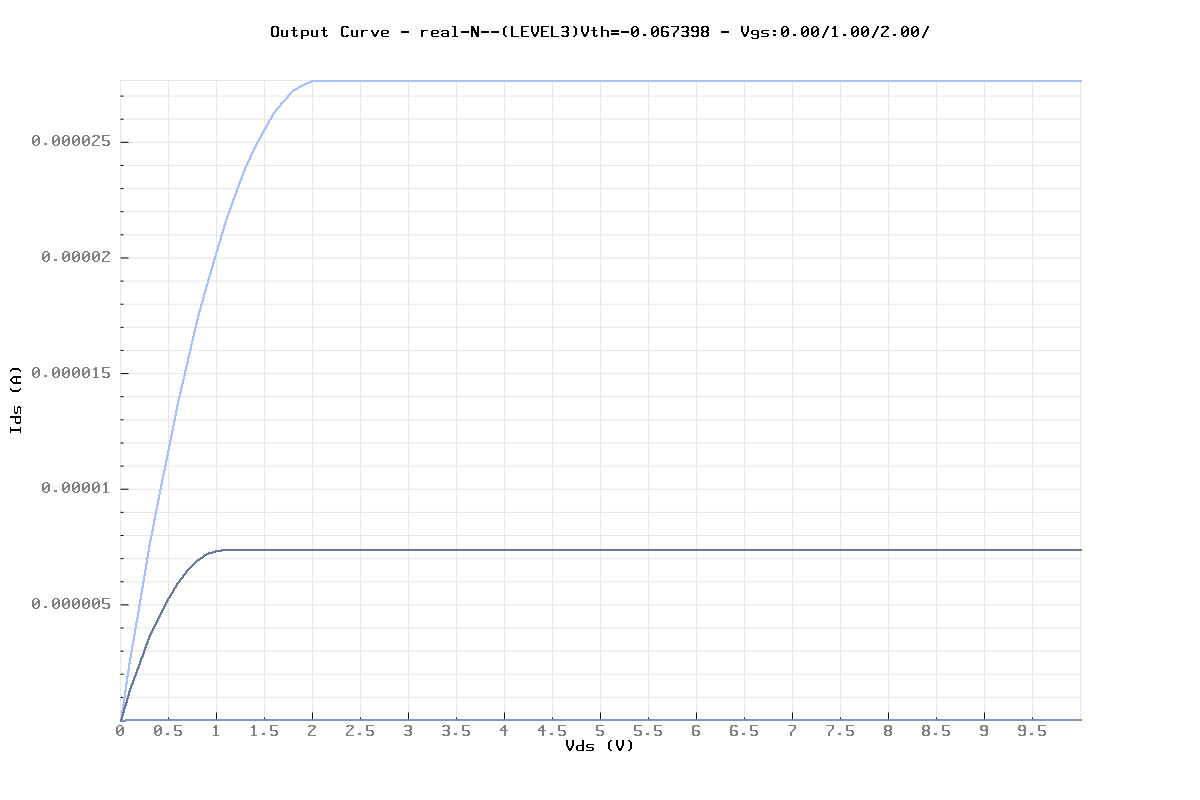 Output Curve - real-N--(LEVEL3)Vth=-0.067398 - Vgs:0.00/1.00/2.00/
0.000025
0.00002
0.000015
Ids (A)
0.00001
0.000005
0 0.5 1 1.5 2 2.5 3 3.5 4 4.5 5 5.5 6 6.5 7 7.5 8 8.5 9 9.5
Vds (V)